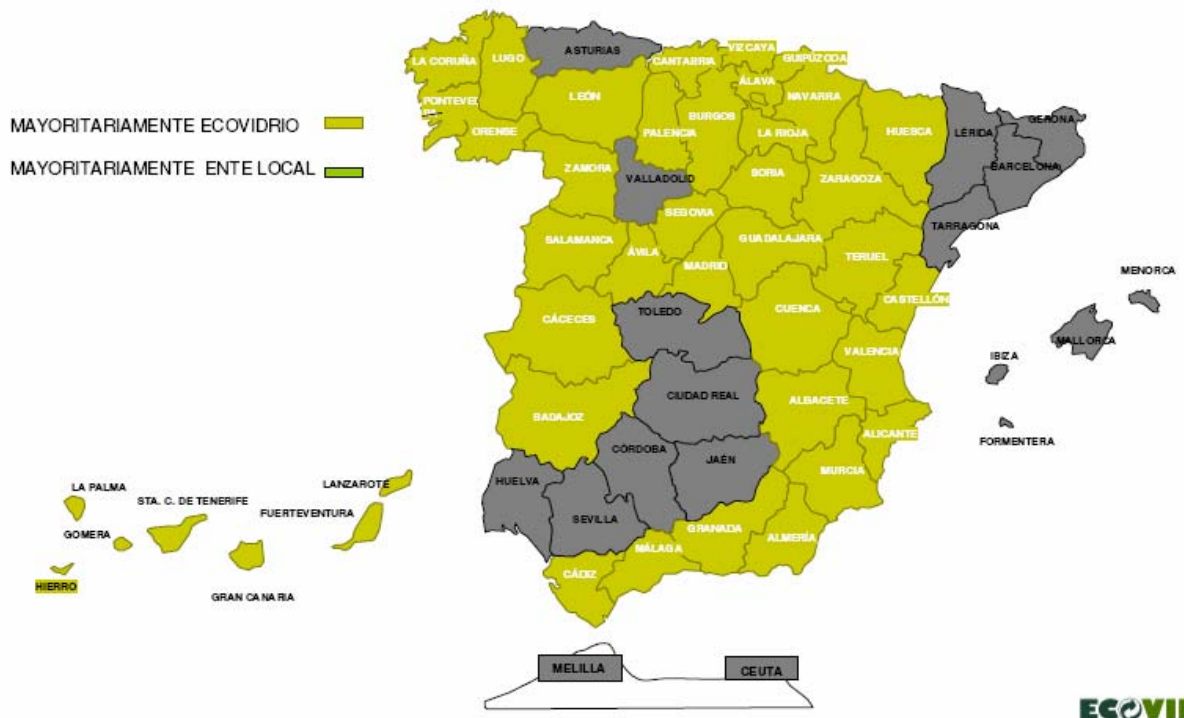 ASTURIAS
VIZCAYA
LA CORUÑA
LUGO
CANTABRIA
GUIPÚZCODA
ÁLAVA
LEÓN
NAVARRA
PONTEVE
BURGOS
GERONA
MAYORITARIAMENTE ECOVIDRIO
ORENSE
PALENCIA
LA RIOJA
HUESCA
LÉRIDA
MAYORITARIAMENTE ENTE LOCAL
ZAMORA
VALLADOLID
SORIA
ZARAGOZA
BARCELONA
SEGOVIA
TARRAGONA
SALAMANCA
ÁVILA
MADRID
GUADALAJARA
TERUEL
MENORCA
CASTELLÓN
CÁCECES
TOLEDO
CUENCA
MALLORCA
VALENCIA
IBIZA
BADAJOZ
CIUDAD REAL
ALBACETE
ALICANTE
FORMENTERA
CÓRDOBA
JAÉN
MURCIA
HUELVA
LANZAROTE
LA PALMA
STA. C. DE TENERIFE
FUERTEVENTURA
SEVILLA
GRANADA
GOMERA
MÁLAGA
ALMERÍA
CÁDIZ
HIERRO
GRAN CANARIA
MELILLA
CEUTA